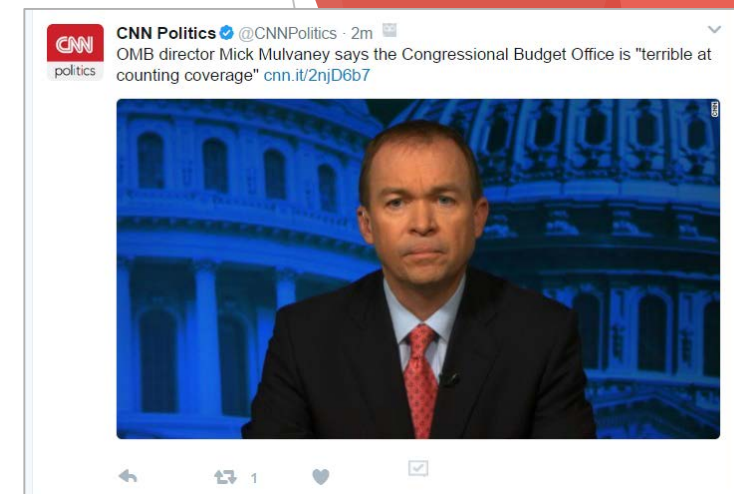 CNN
politics
CNN Politics @CNNPolitics · 2m
OMB director Mick Mulvaney says the Congressional Budget Office is "terrible at
counting coverage" cnn.it/2njD6b7
CNN
1